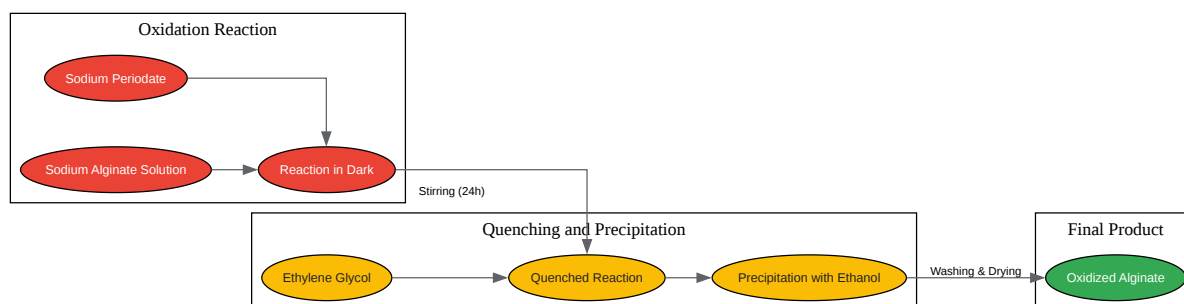 Oxidation Reaction
Sodium Periodate
Sodium Alginate Solution
Reaction in Dark
Stirring (24h)
Quenching and Precipitation
Ethylene Glycol
Quenched Reaction
Precipitation with Ethanol
Washing & Drying
Final Product
Oxidized Alginate